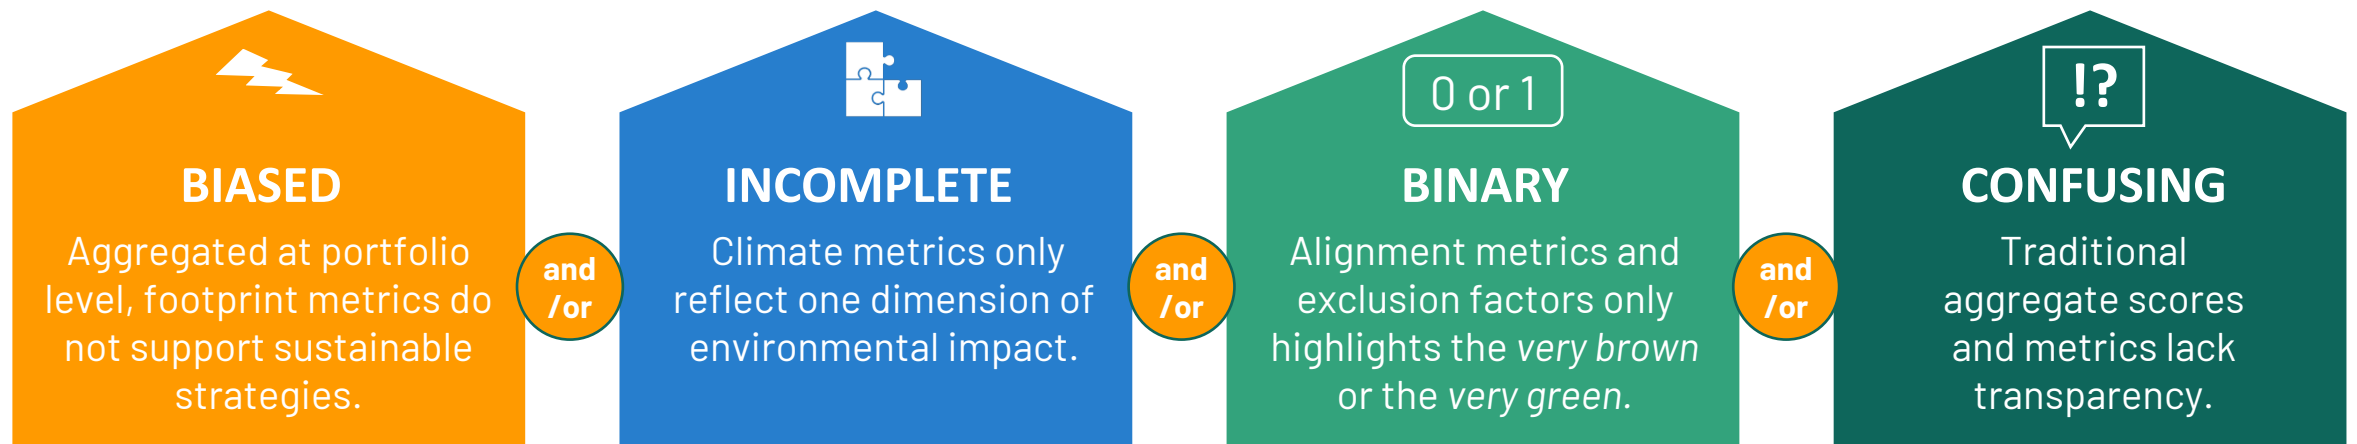 BIASED
Aggregated at portfolio
level, footprint metrics do
not support sustainable
strategies.
and
/or
INCOMPLETE
Climate metrics only
reflect one dimension of
environmental impact.
and
/or
0 or 1
BINARY
Alignment metrics and
exclusion factors only
highlights the very brown
or the very green.
and
/or
!?
CONFUSING
Traditional
aggregate scores
and metrics lack
transparency.